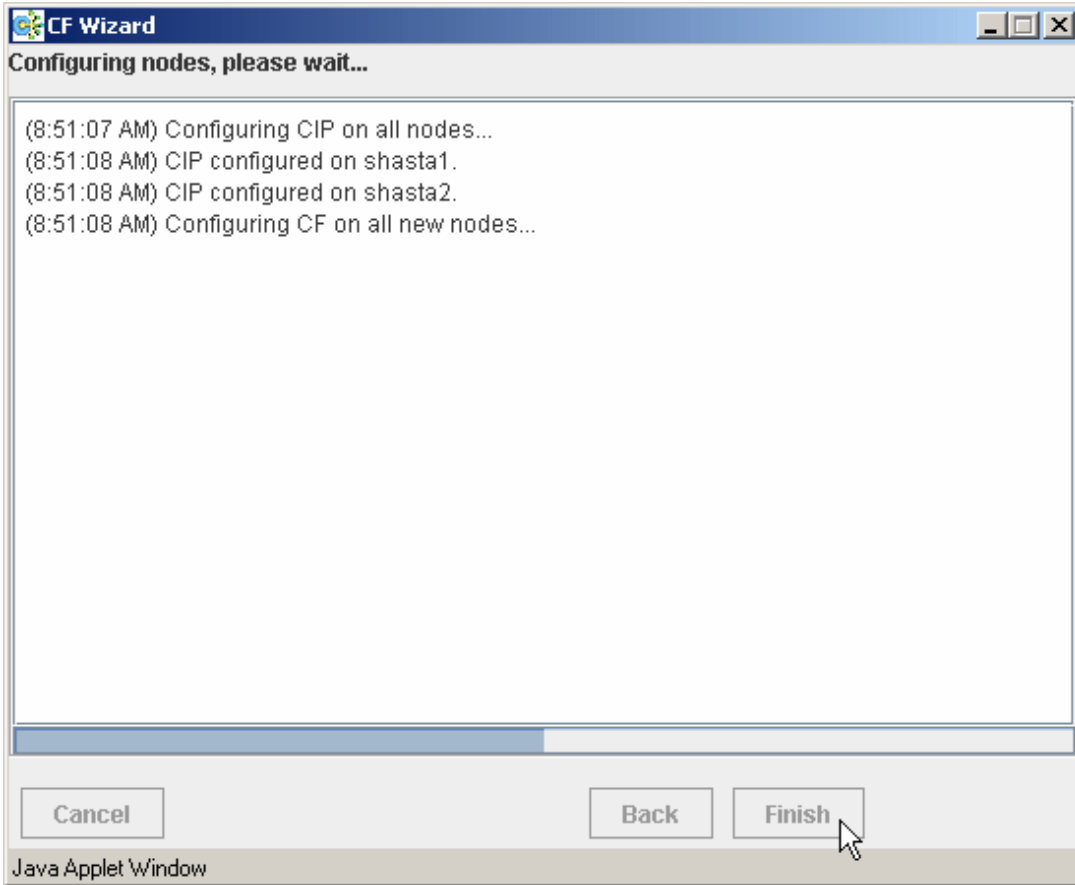 CF Wizard
Configuring nodes, please wait...
(8:51:07 AM) Configuring CIP on all nodes...
(8:51:08 AM) CIP configured on shasta1.
(8:51:08 AM) CIP configured on shasta2.
(8:51:08 AM) Configuring CF on all new nodes...
Cancel Back Finish
Java Applet Window